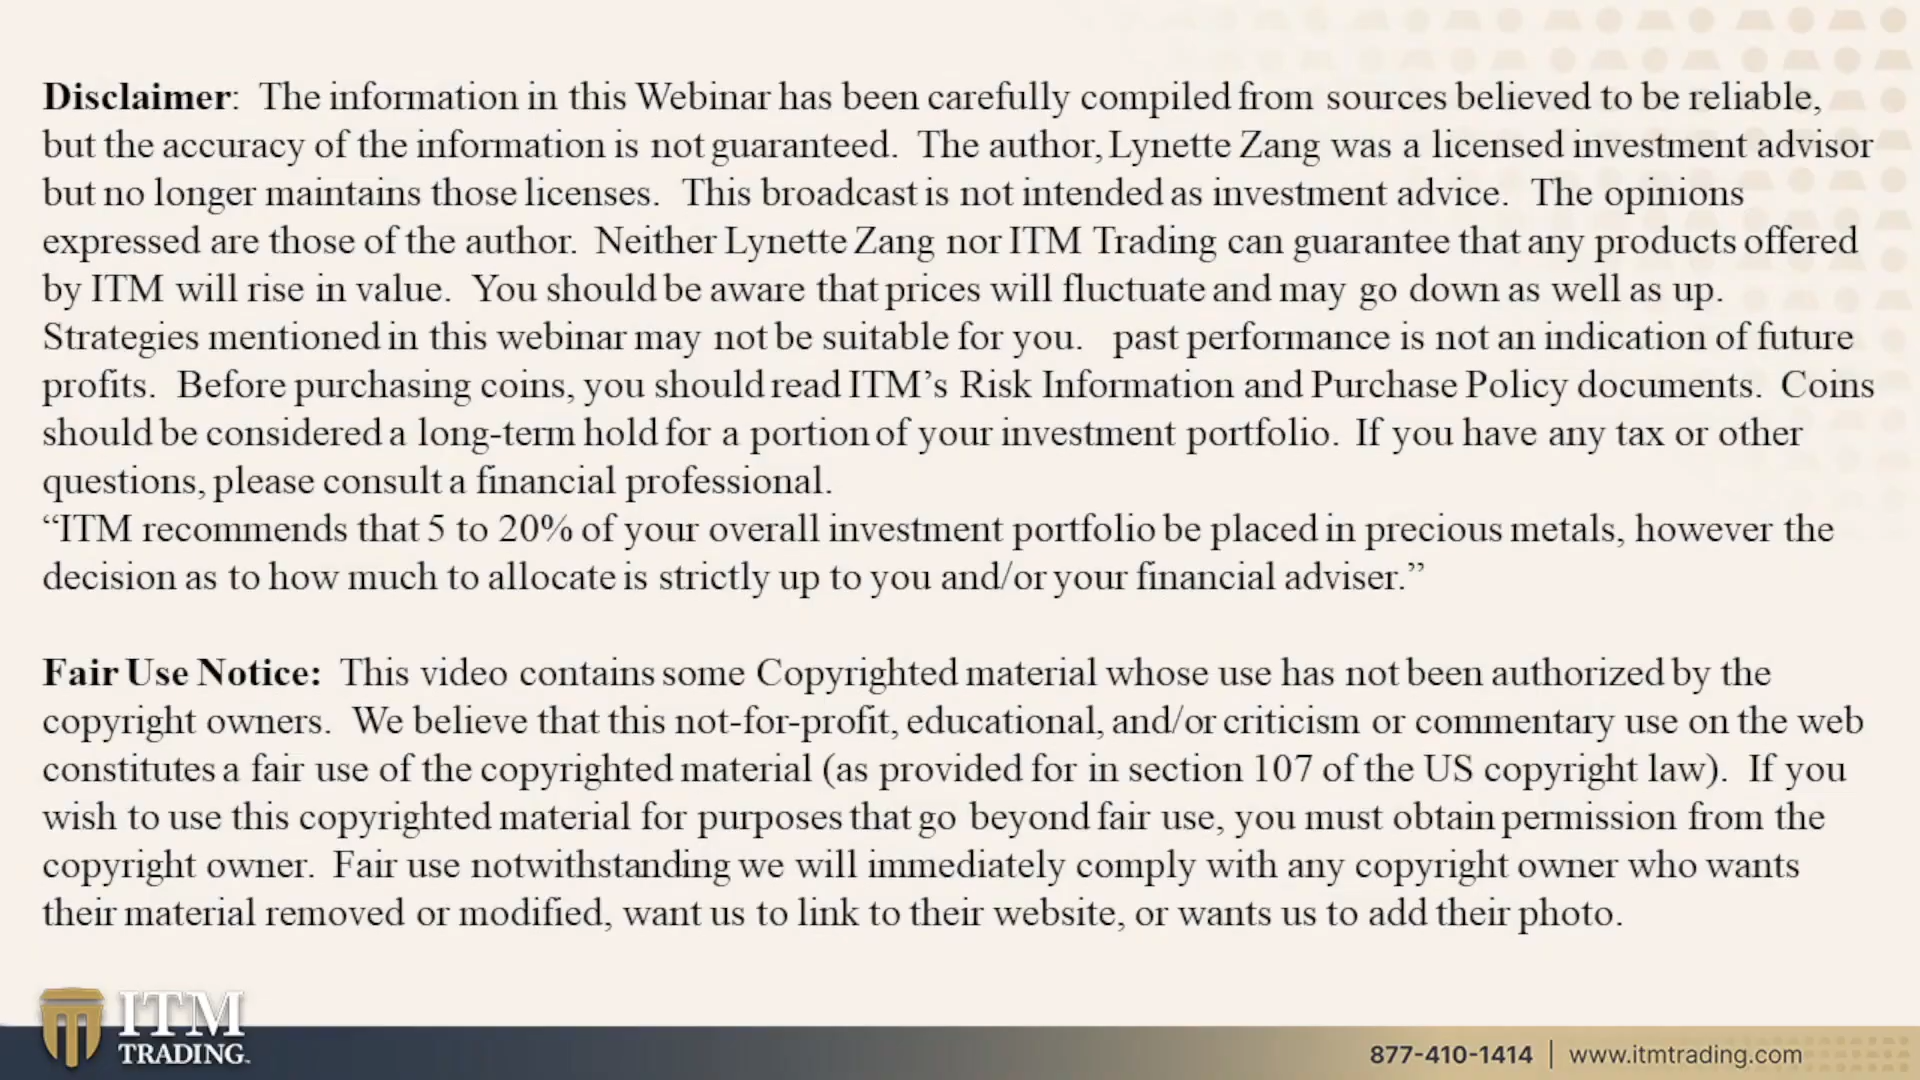 Disclaimer: The information in this Webinar has been carefully compiled from sources believed to be reliable,
but the accuracy of the information is not guaranteed. The author, Lynette Zang was a licensed investment advisor
but no longer maintains those licenses. This broadcast is not intended as investment advice. The opinions
expressed are those of the author. Neither Lynette Zang nor ITM Trading can guarantee that any products offered
by ITM will rise in value. You should be aware that prices will fluctuate and may go down as well as up.
Strategies mentioned in this webinar may not be suitable for you. past performance is not an indication of future
profits. Before purchasing coins, you should read ITM’s Risk Information and Purchase Policy documents. Coins
should be considered a long-term hold for a portion of your investment portfolio. If you have any tax or other
questions, please consult a financial professional.
“ITM recommends that 5 to 20% of your overall investment portfolio be placed in precious metals, however the
decision as to how much to allocate is strictly up to you and/or your financial adviser.”
Fair Use Notice: This video contains some Copyrighted material whose use has not been authorized by the
copyright owners. We believe that this not-for-profit, educational, and/or criticism or commentary use on the web
constitutes a fair use of the copyrighted material (as provided for in section 107 of the US copyright law). If you
wish to use this copyrighted material for purposes that go beyond fair use, you must obtain permission from the
copyright owner. Fair use notwithstanding we will immediately comply with any copyright owner who wants
their material removed or modified, want us to link to their website, or wants us to add their photo.
ITM
TRADING
877-410-1414 | www.itmtrading.com